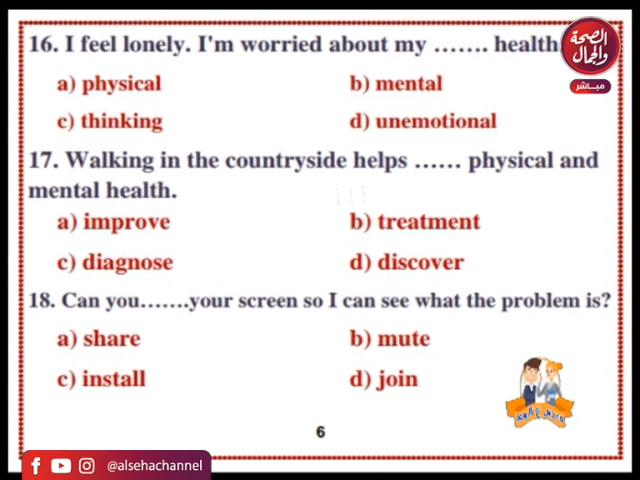 الصحة
والجمال
مباشر
16. I feel lonely. I'm worried about my ……. health
a) physical b) mental
c) thinking d) unemotional
17. Walking in the countryside helps …… physical and
mental health.
a) improve b) treatment
c) diagnose d) discover
18. Can you…….your screen so I can see what the problem is?
a) share b) mute
c) install d) join
6
@alsehachannel